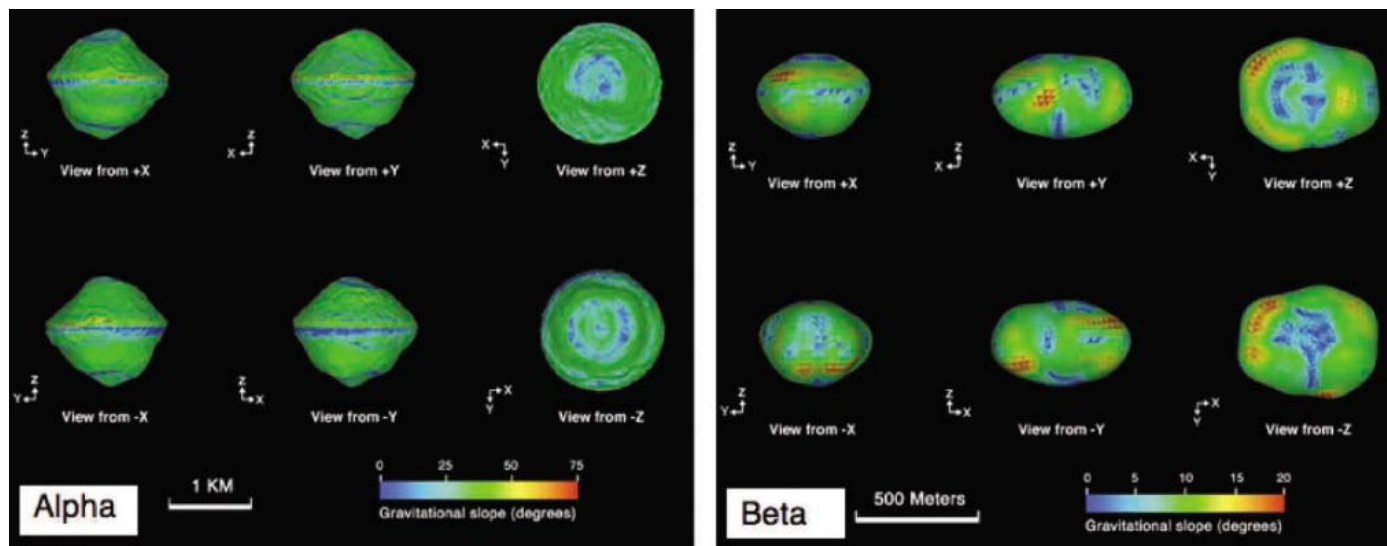 Z
Y
View from +X
Z
X
View from +Y
X
Y
View from +Z
Z
Y
View from -X
Z
X
View from -Y
X
Y
View from -Z
Alpha
1 KM
0 25 50 75
Gravitational slope (degrees)
Z
Y
View from +X
Z
X
View from +Y
X
Y
View from +Z
Z
Y
View from -X
Z
X
View from -Y
X
Y
View from -Z
Beta
500 Meters
0 5 10 15 20
Gravitational slope (degrees)